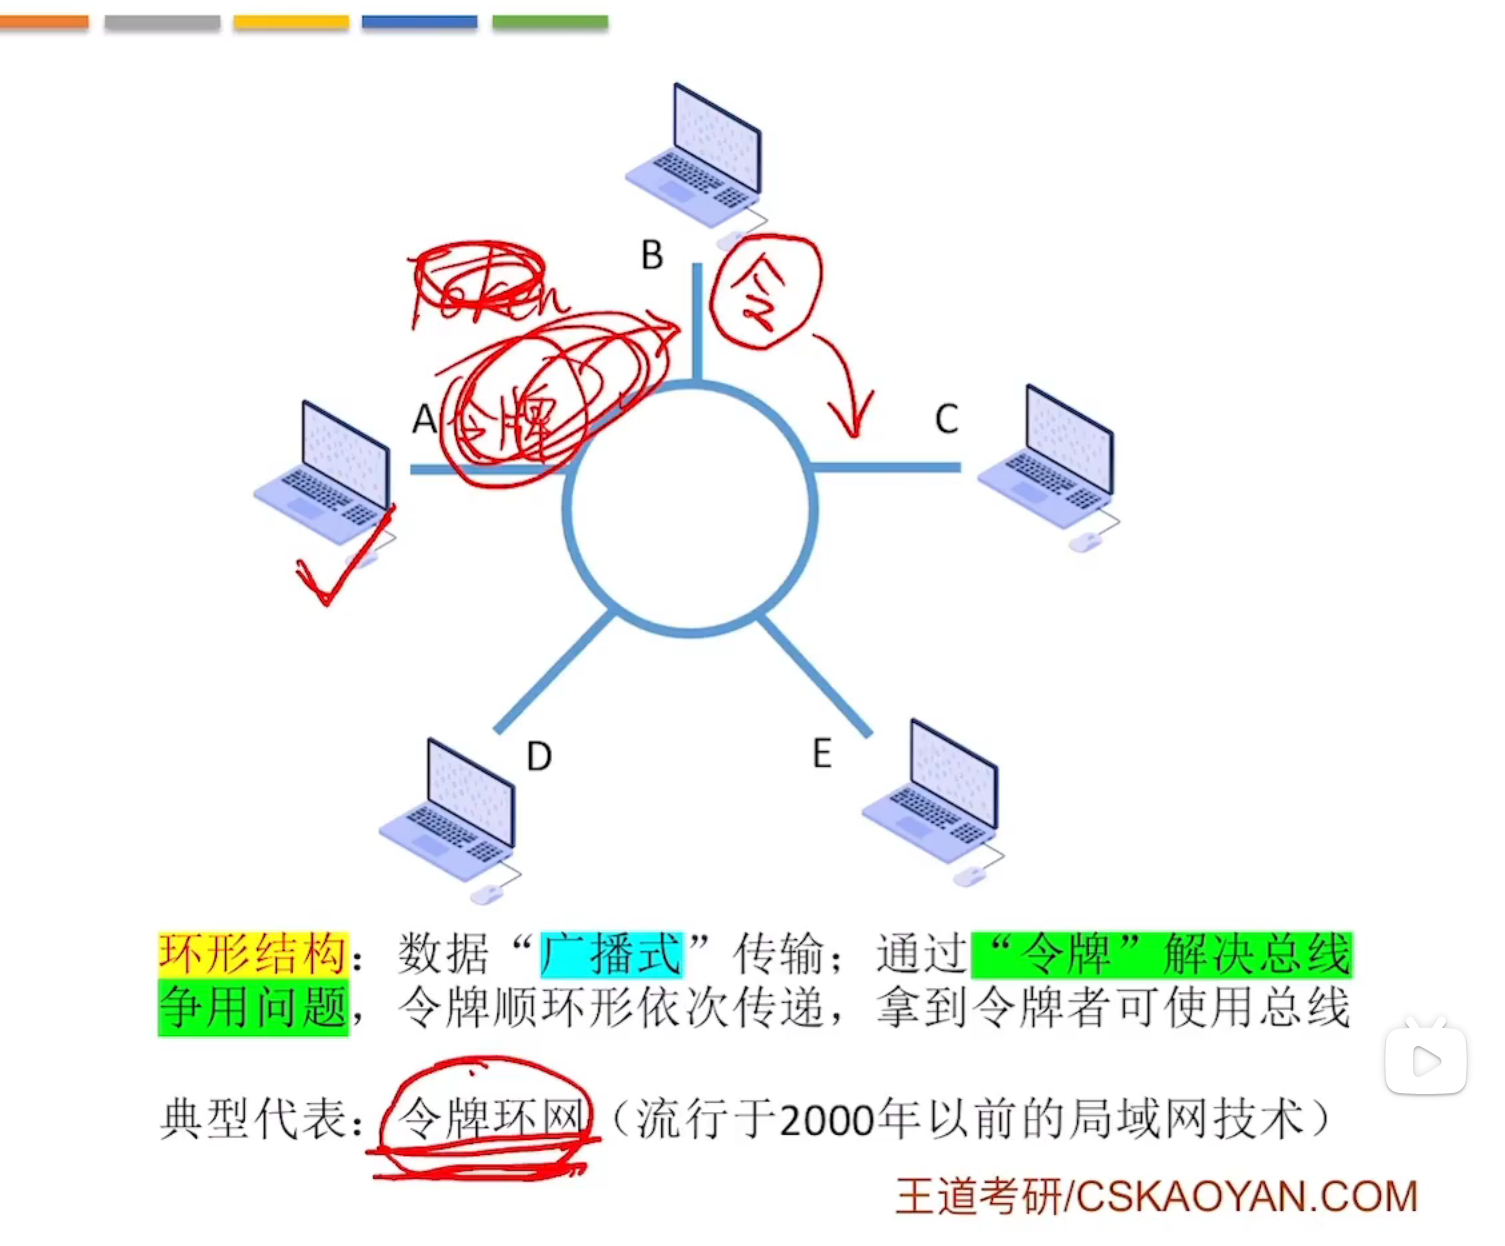 B
令
Token
A
令牌
C
D
E
环形结构：数据“广播式”传输；通过“令牌”解决总线
争用问题，令牌顺环形依次传递，拿到令牌者可使用总线
典型代表：令牌环网（流行于2000年以前的局域网技术）
王道考研/CSKAOYAN.COM